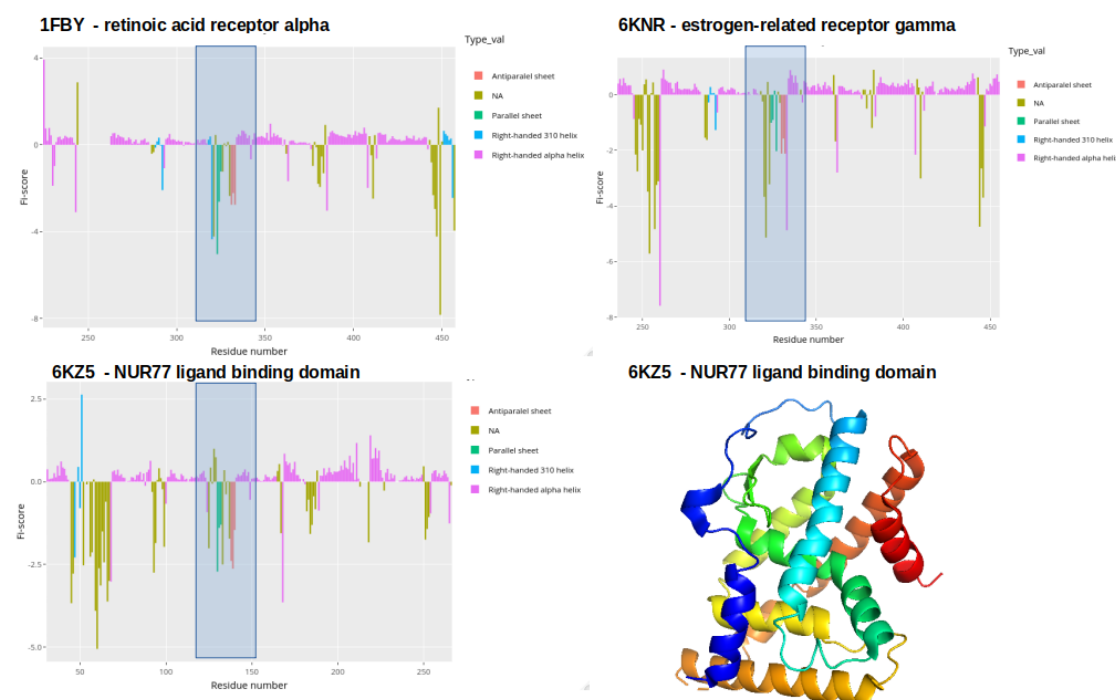 1FBY - retinoic acid receptor alpha
Type_val
Antiparalel sheet
NA
Parallel sheet
Right-handed 310 helix
Right-handed alpha helix
Fi-score
4
0
-4
-8
250
300
350
400
450
Residue number
6KNR - estrogen-related receptor gamma
Type_val
Antiparalel sheet
NA
Parallel sheet
Right-handed 310 helix
Right-handed alpha heli
Fi-score
0
-2
-4
-6
-8
250
300
350
400
450
Residue number
6KZ5 - NUR77 ligand binding domain
Antiparalel sheet
NA
Parallel sheet
Right-handed 310 helix
Right-handed alpha helix
Fi-score
2.5
0.0
-2.5
-5.0
50
100
150
200
250
Residue number
6KZ5 - NUR77 ligand binding domain